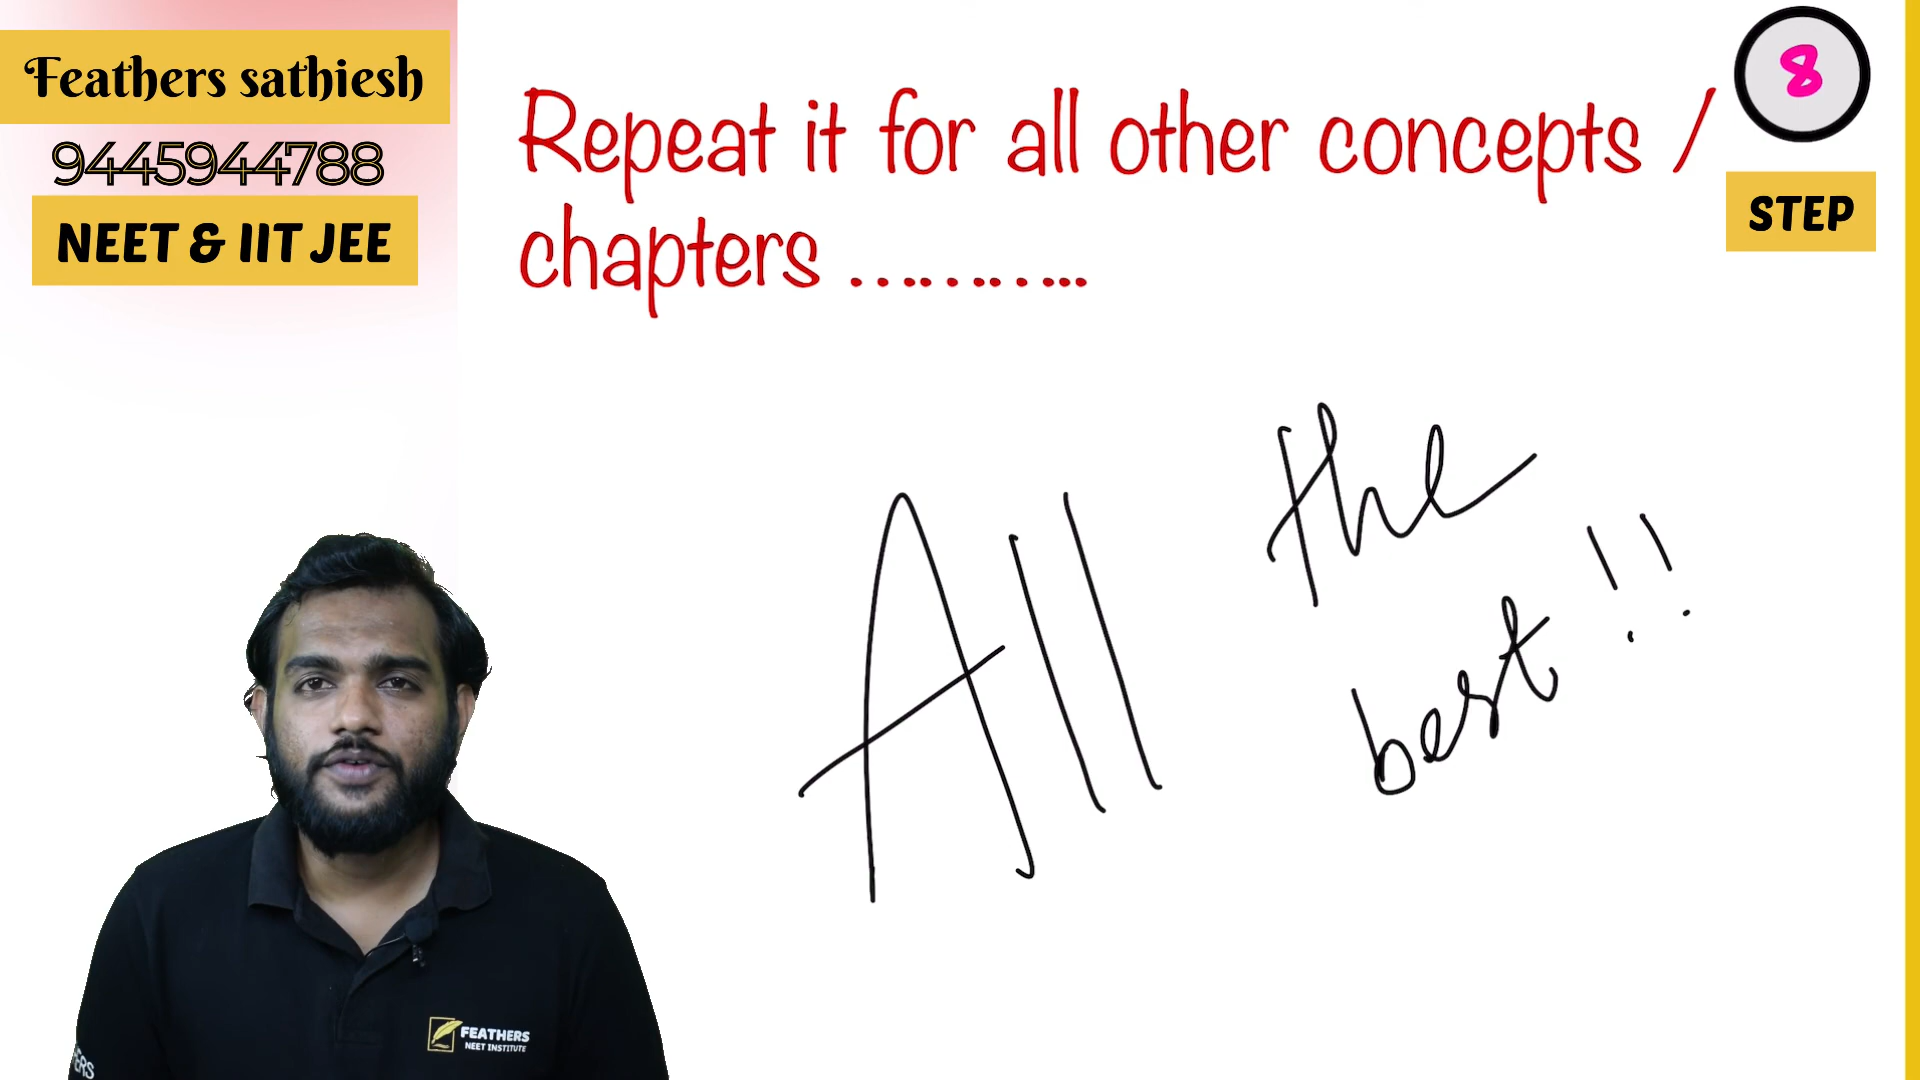 Feathers sathiesh
9445944788
NEET & IIT JEE
Repeat it for all other concepts /
chapters ...........
8
STEP
All the
best!!
FEATHERS
NEET INSTITUTE